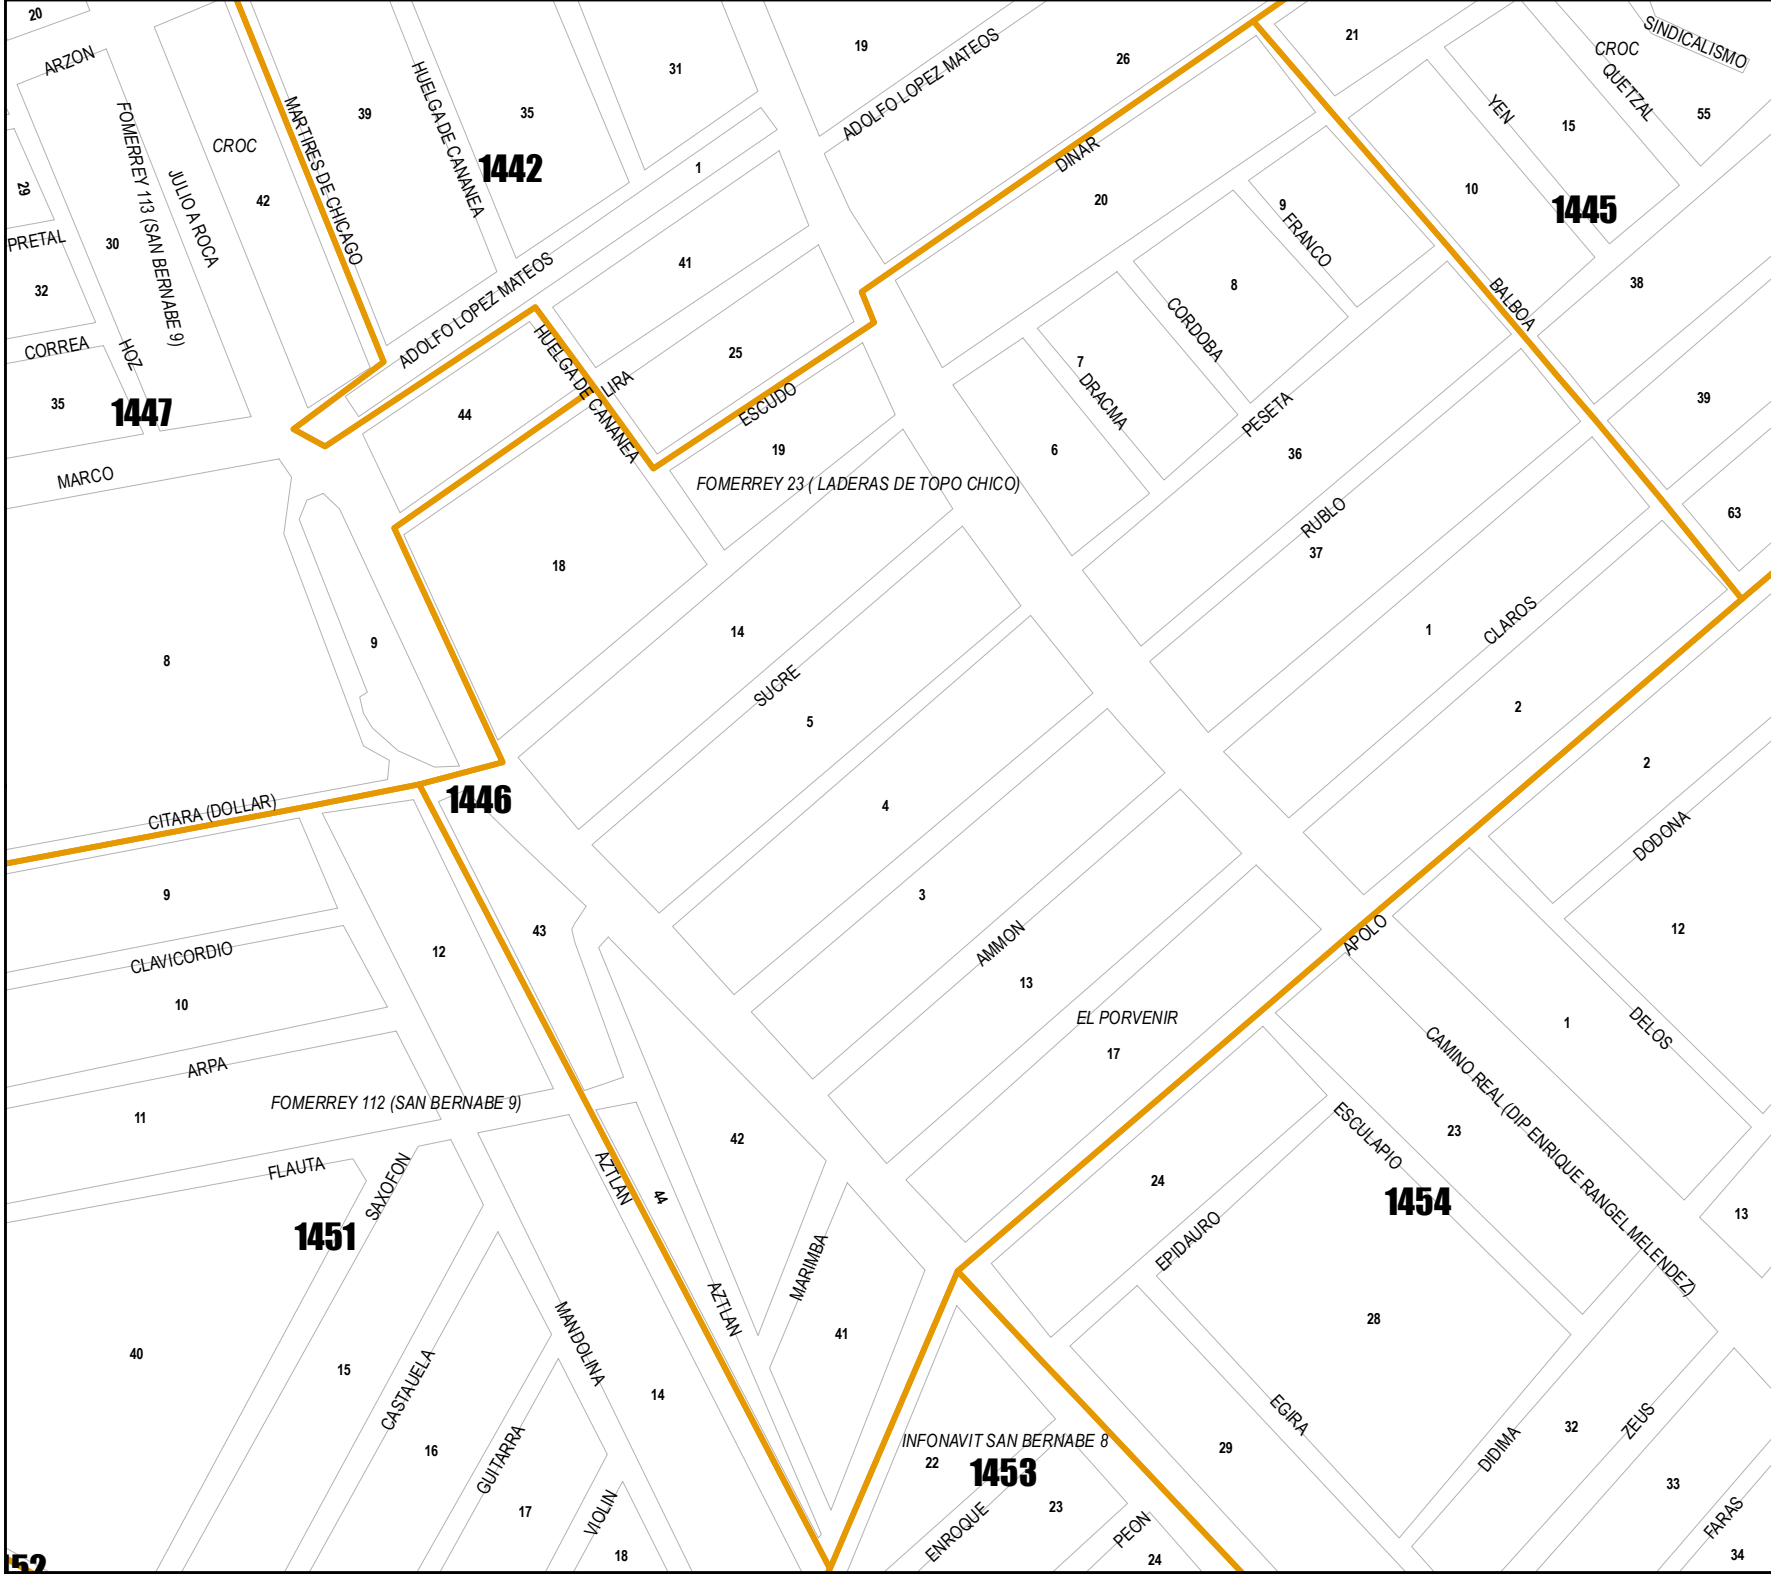 20
ARZON
FOMERREY 113 (SAN BERNABE 9)
JULIO A ROCA
CROC
42
MARTIRES DE CHICAGO
39
HUELGA DE CANANEA
35
1442
31
1
19
ADOLFO LOPEZ MATEOS
26
DINAR
20
21
CROC
SINDICALISMO
QUETZAL
YEN
15
55
10
1445
29
PRETAL
30
32
CORREA
HOZ
35
1447
MARCO
ADOLFO LOPEZ MATEOS
41
25
HUELGA DE CANANEA
LIRA
44
ESCUDO
19
FOMERREY 23 ( LADERAS DE TOPO CHICO)
9
FRANCO
8
CORDOBA
7
DRACMA
6
PESETA
36
BALBOA
38
39
63
RUBLO
37
18
14
SUCRE
5
4
3
AMMON
13
1
CLAROS
2
2
DODONA
12
8
9
CITARA (DOLLAR)
1446
9
CLAVICORDIO
10
12
43
ARPA
11
FOMERREY 112 (SAN BERNABE 9)
FLAUTA
SAXOFON
1451
AZTLAN
44
42
MARIMBA
AZTLAN
41
EL PORVENIR
17
APOLO
CAMINO REAL (DIP. ENRIQUE RANGEL MELENDEZ)
1
DELOS
24
ESCULAPIO
23
1454
13
EPIDAURO
28
40
15
CASTAUELA
16
GUITARRA
17
VIOLIN
18
MANDOLINA
14
INFONAVIT SAN BERNABE 8
22
1453
23
ENROQUE
PEON
24
29
EGIRA
DIDIMA
32
ZEUS
33
FARAS
34
52